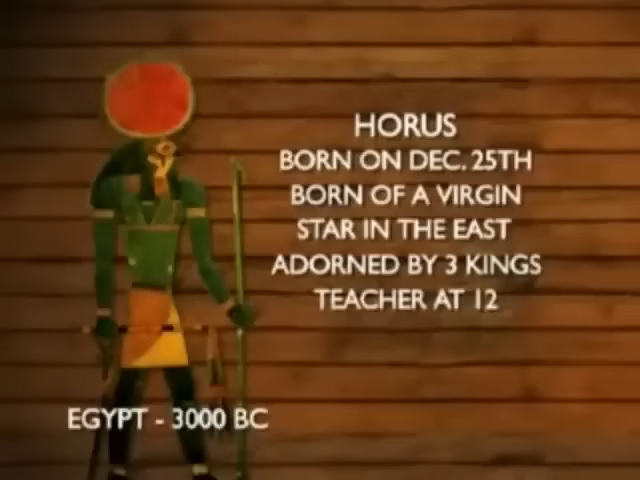 HORUS
BORN ON DEC. 25TH
BORN OF A VIRGIN
STAR IN THE EAST
ADORNED BY 3 KINGS
TEACHER AT 12
EGYPT - 3000 BC